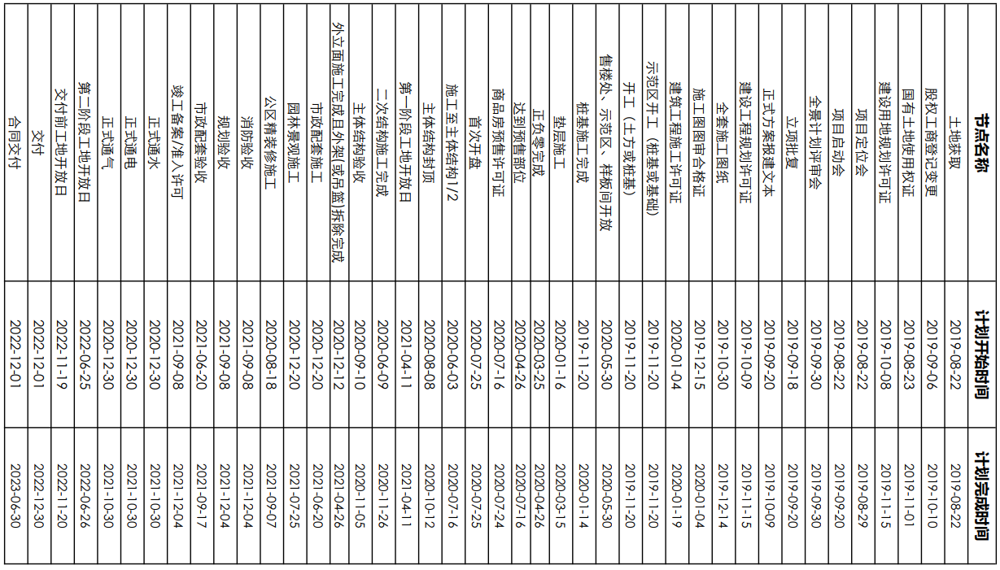 节点名称 计划开始时间 计划完成时间
土地获取 2019-08-22 2019-08-22
股权工商登记变更 2019-09-06 2019-10-10
国有土地使用权证 2019-08-23 2019-11-01
建设用地规划许可证 2019-10-08 2019-11-15
项目定位会 2019-08-22 2019-08-29
项目启动会 2019-08-22 2019-09-20
全景计划评审会 2019-09-30 2019-09-30
立项批复 2019-09-18 2019-09-20
正式方案报建文本 2019-09-20 2019-10-09
建设工程规划许可证 2019-10-09 2019-11-15
全套施工图纸 2019-10-30 2019-12-14
施工图图审合格证 2019-12-15 2020-01-04
建筑工程施工许可证 2020-01-04 2020-01-19
示范区开工（桩基或基础） 2019-11-20 2019-11-20
开工（土方或桩基） 2019-11-20 2019-11-20
售楼处、示范区、样板间开放 2020-05-30 2020-05-30
桩基施工完成 2019-11-20 2020-01-14
垫层施工 2020-01-16 2020-03-15
正负零完成 2020-03-25 2020-04-26
达到预售部位 2020-04-26 2020-07-16
商品房预售许可证 2020-07-16 2020-07-24
首次开盘 2020-07-25 2020-07-25
施工至主体结构1/2 2020-06-03 2020-07-16
主体结构封顶 2020-08-08 2020-10-12
第一阶段工地开放日 2021-04-11 2021-04-11
二次结构施工完成 2020-06-09 2020-11-26
主体结构验收 2020-09-10 2020-11-05
外立面施工完成且外架(或吊篮)拆除完成 2020-12-12 2021-04-26
市政配套施工 2020-12-20 2021-06-20
园林景观施工 2020-12-20 2021-07-25
公区精装修施工 2020-08-18 2021-09-07
消防验收 2021-09-08 2021-12-04
规划验收 2021-09-08 2021-12-04
市政配套验收 2021-06-20 2021-09-17
竣工备案/准入许可 2021-09-08 2021-12-04
正式通水 2020-12-30 2021-10-30
正式通电 2020-12-30 2021-10-30
正式通气 2020-12-30 2021-10-30
第二阶段工地开放日 2022-06-25 2022-06-26
交付前工地开放日 2022-11-19 2022-11-20
交付 2022-12-01 2022-12-30
合同交付 2022-12-01 2023-06-30